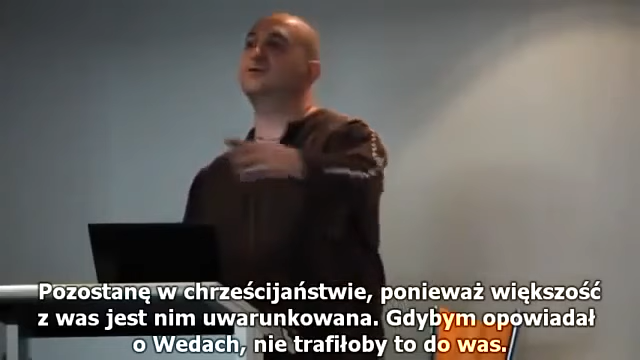 Pozostanę w chrześcijaństwie, ponieważ większość
z was jest nim uwarunkowana. Gdybym opowiadał
o Wedach, nie trafiłoby to do was.